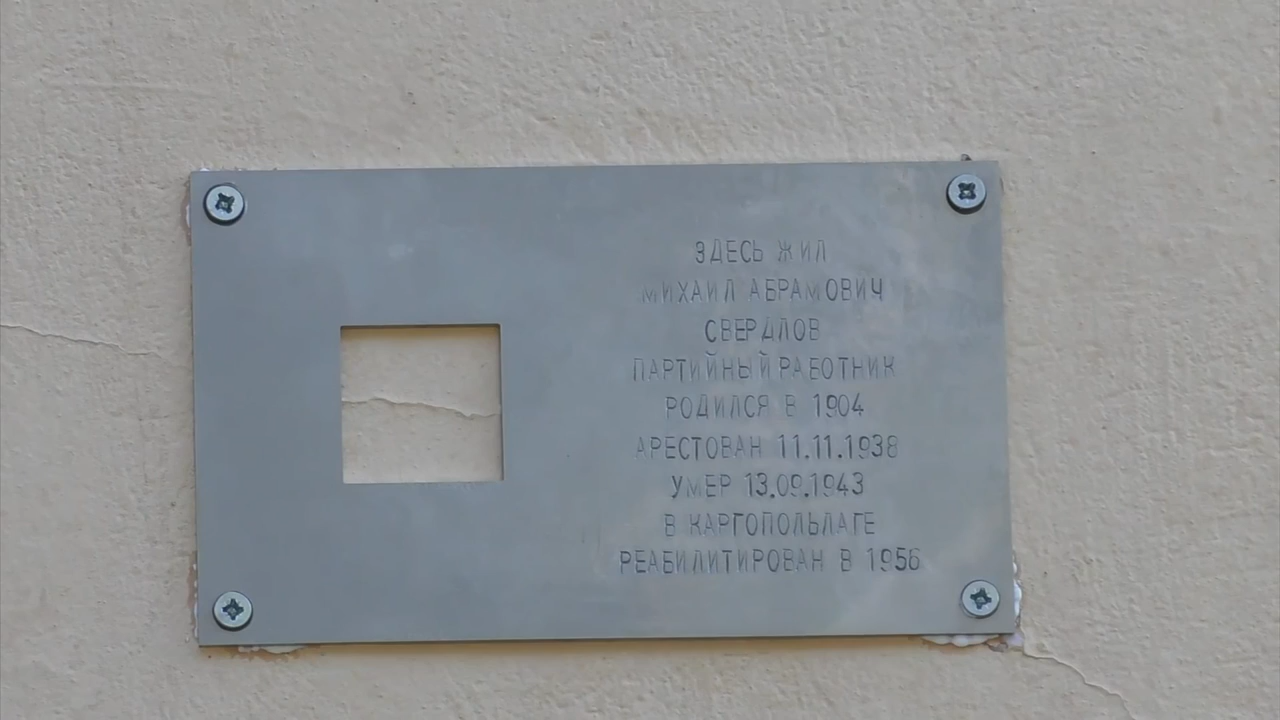 ЗДЕСЬ ЖИЛ
МИХАИЛ АБРАМОВИЧ
СВЕРДЛОВ
ПАРТИЙНЫЙ РАБОТНИК
РОДИЛСЯ В 1904
АРЕСТОВАН 11.11.1938
УМЕР 13.09.1943
В КАРГОПОЛЬЛАГЕ
РЕАБИЛИТИРОВАН В 1956